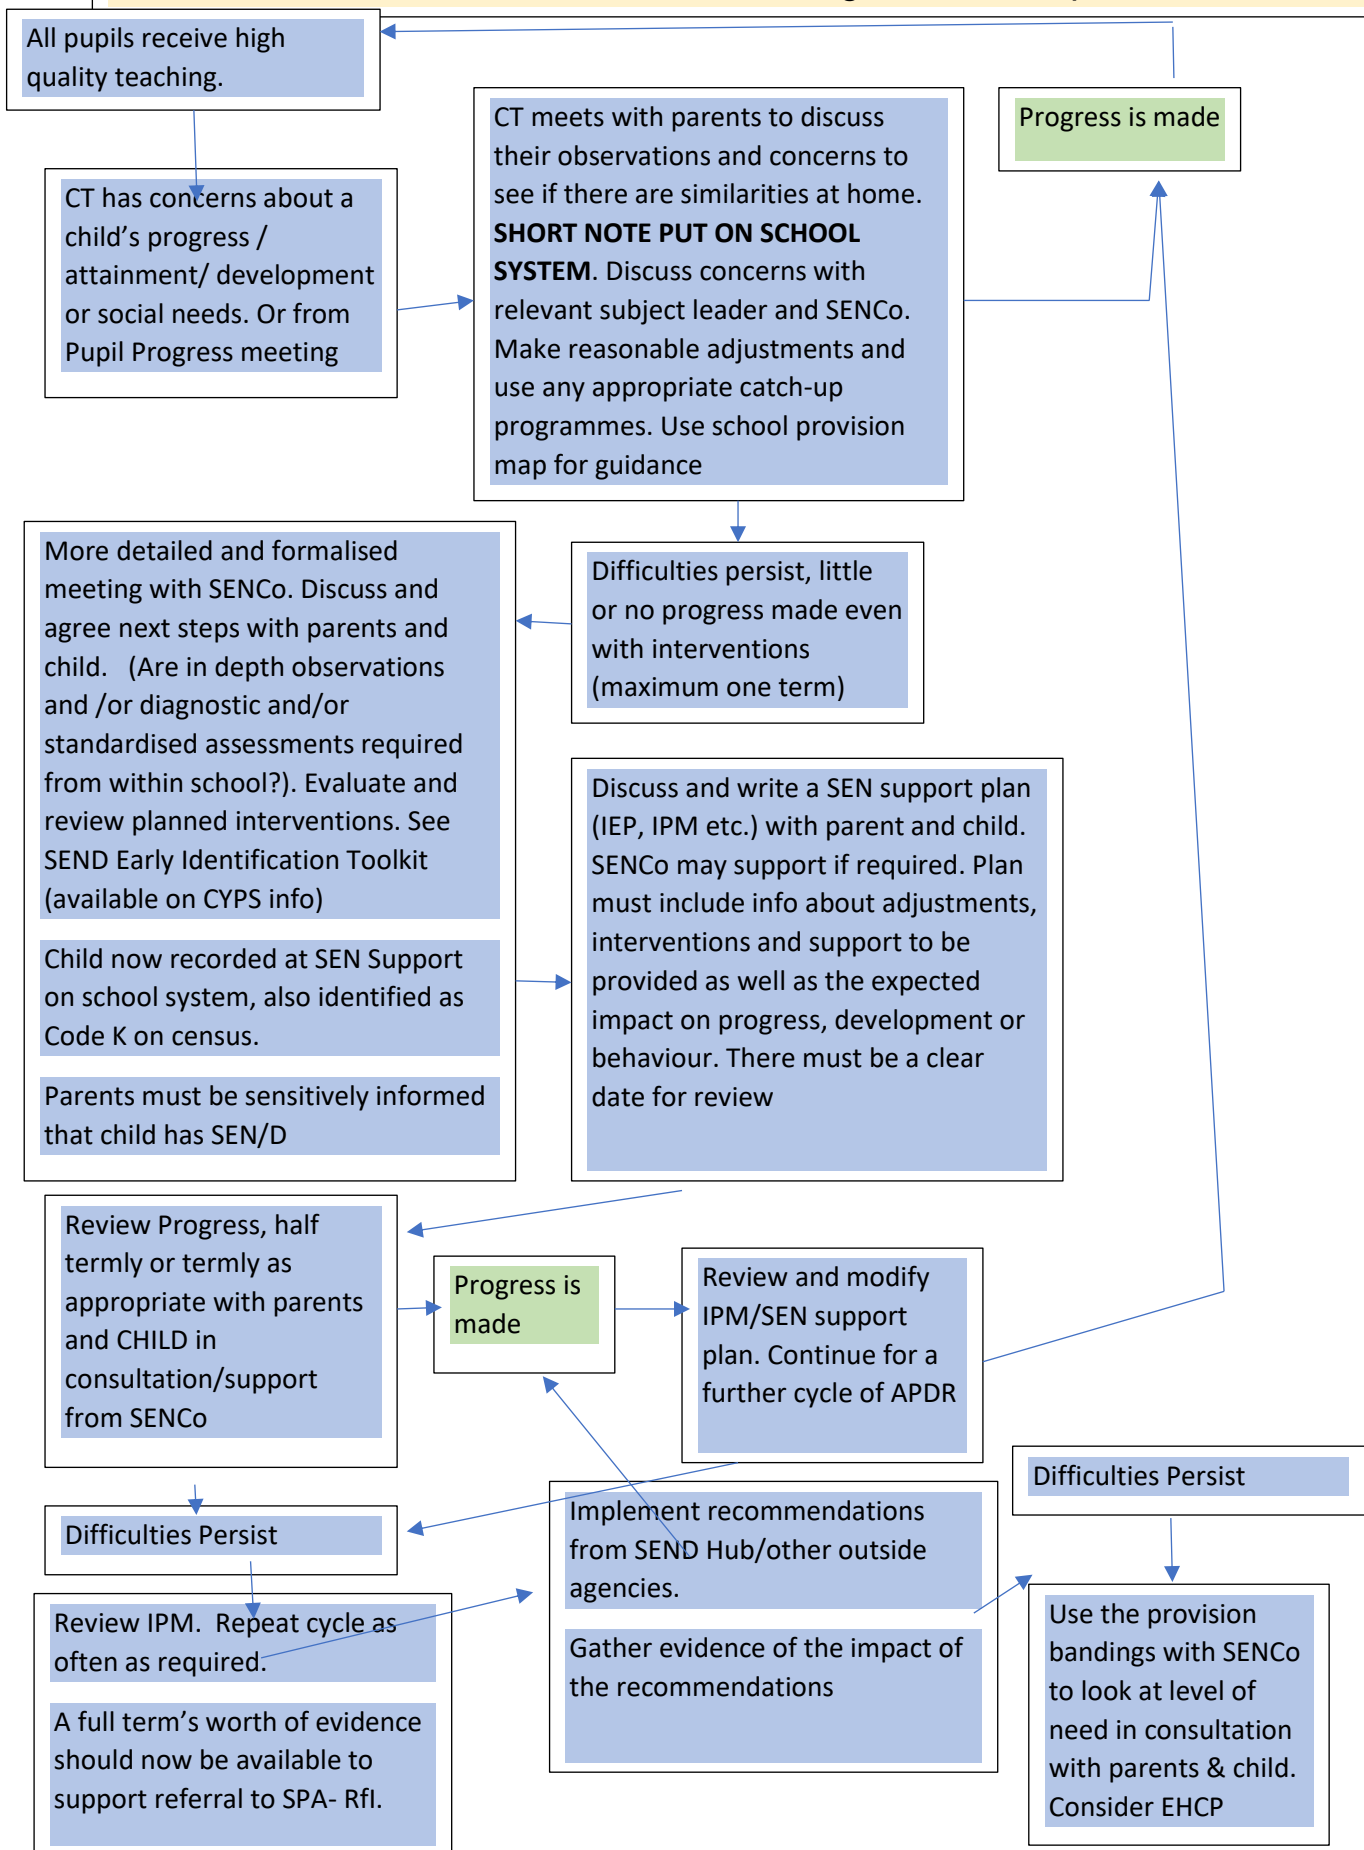 All pupils receive high
quality teaching.
CT has concerns about a
child's progress /
attainment/ development
or social needs. Or from
Pupil Progress meeting
CT meets with parents to discuss
their observations and concerns to
see if there are similarities at home.
SHORT NOTE PUT ON SCHOOL
SYSTEM. Discuss concerns with
relevant subject leader and SENCo.
Make reasonable adjustments and
use any appropriate catch-up
programmes. Use school provision
map for guidance
Progress is made
Difficulties persist, little
or no progress made even
with interventions
(maximum one term)
More detailed and formalised
meeting with SENCo. Discuss and
agree next steps with parents and
child.   (Are in depth observations
and /or diagnostic and/or
standardised assessments required
from within school?). Evaluate and
review planned interventions. See
SEND Early Identification Toolkit
(available on CYPS info)
Child now recorded at SEN Support
on school system, also identified as
Code K on census.
Parents must be sensitively informed
that child has SEN/D
Discuss and write a SEN support plan
(IEP, IPM etc.) with parent and child.
SENCo may support if required. Plan
must include info about adjustments,
interventions and support to be
provided as well as the expected
impact on progress, development or
behaviour. There must be a clear
date for review
Review Progress, half
termly or termly as
appropriate with parents
and CHILD in
consultation/support
from SENCo
Progress is
made
Review and modify
IPM/SEN support
plan. Continue for a
further cycle of APDR
Difficulties Persist
Difficulties Persist
Implement recommendations
from SEND Hub/other outside
agencies.
Gather evidence of the impact of
the recommendations
Review IPM.  Repeat cycle as
often as required.
A full term's worth of evidence
should now be available to
support referral to SPA- RfI.
Use the provision
bandings with SENCo
to look at level of
need in consultation
with parents & child.
Consider EHCP